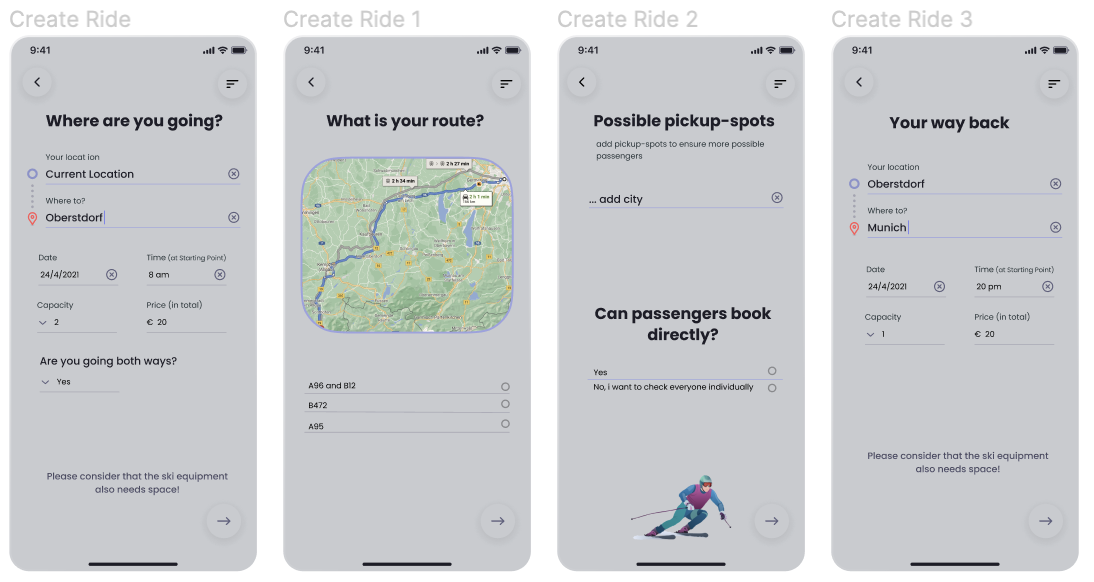 Create Ride
9:41
Where are you going?
Your locat ion
Current Location
Where to?
Oberstdorf
Date
Time (at Starting Point)
24/4/2021
8 am
Capacity
Price (in total)
2
€ 20
Are you going both ways?
Yes
Please consider that the ski equipment
also needs space!
Create Ride 1
9:41
What is your route?
2 h 27 min
2 h 34 min
2 h 1 min
A96 and B12
B472
A95
Create Ride 2
9:41
Possible pickup-spots
add pickup-spots to ensure more possible
passengers
... add city
Can passengers book
directly?
Yes
No, i want to check everyone individually
Create Ride 3
9:41
Your way back
Your location
Oberstdorf
Where to?
Munich
Date
Time (at Starting Point)
24/4/2021
20 pm
Capacity
Price (in total)
1
€ 20
Please consider that the ski equipment
also needs space!